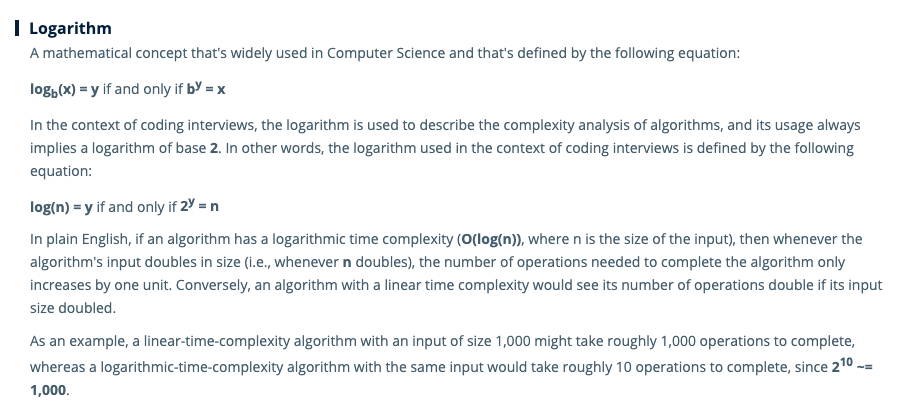 Logarithm
A mathematical concept that's widely used in Computer Science and that's defined by the following equation:
log_b(x) = y if and only if b^y = x
In the context of coding interviews, the logarithm is used to describe the complexity analysis of algorithms, and its usage always
implies a logarithm of base 2. In other words, the logarithm used in the context of coding interviews is defined by the following
equation:
log(n) = y if and only if 2^y = n
In plain English, if an algorithm has a logarithmic time complexity (O(log(n)), where n is the size of the input), then whenever the
algorithm's input doubles in size (i.e., whenever n doubles), the number of operations needed to complete the algorithm only
increases by one unit. Conversely, an algorithm with a linear time complexity would see its number of operations double if its input
size doubled.
As an example, a linear-time-complexity algorithm with an input of size 1,000 might take roughly 1,000 operations to complete,
whereas a logarithmic-time-complexity algorithm with the same input would take roughly 10 operations to complete, since 2^10 ~=
1,000.